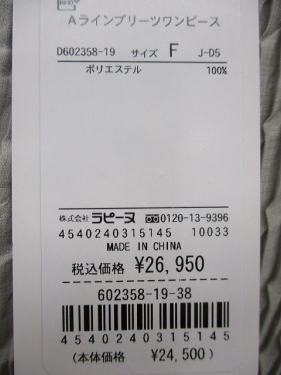 Aラインプリーツワンピース
D602358-19 サイズ F J-D5
ポリエステル 100%
株式会社 ラピーヌ 0120-13-9396
4540240315145 10033
MADE IN CHINA
税込価格 ¥26,950
602358-19-38
4540240315145
(本体価格 ¥24,500)